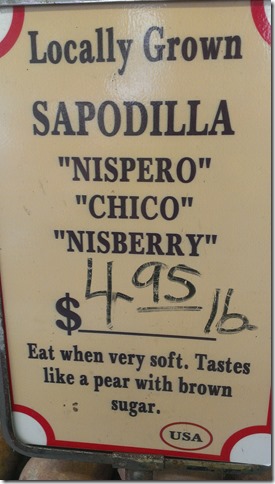 Locally Grown
SAPODILLA
"NISPERO"
"CHICO"
"NISBERRY"
$ 4.95 lb.
Eat when very soft. Tastes
like a pear with brown
sugar.
USA